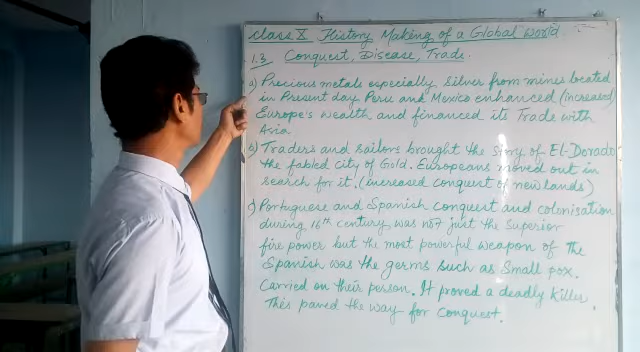 Class X History Making of a Global World
1.3 Conquest, Disease, Trade.
a) Precious metals especially silver from mines located
in Present day Peru and Mexico enhanced (increased)
Europe's wealth and financed its Trade with
Asia
b) Traders and sailors brought the story of El-Dorado
the fabled city of Gold. Europeans moved out in
search for it. (increased conquest of new lands)
c) Portuguese and Spanish conquest and colonisation
during 16th century was not just the Superior
fire power but the most powerful weapon of the
Spanish was the germs such as Small pox.
Carried on their person. It proved a deadly killer.
This paved the way for Conquest.